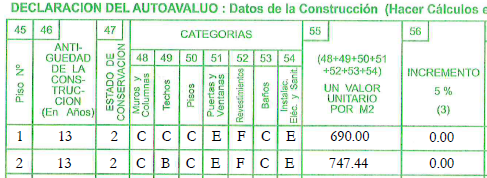 DECLARACION DEL AUTOAVALUO : Datos de la Construcción (Hacer Cálculos e
45 46 47 CATEGORIAS 55 56
48 49 50 51 52 53 54
Piso Nº
ANTI-
GUEDAD
DE LA
CONS-
TRUC-
CION
(En Años)
ESTADO DE
CONSERVACION
Muros y
Columnas
Techos
Pisos
Puertas y
Ventanas
Revestimientos
Baños
Instalac.
Eléc. y Sanit.
(48+49+50+51
+52+53+54)
UN VALOR
UNITARIO
POR M2
INCREMENTO
5 %
(3)
1 13 2 C C C E F C E 690.00 0.00
2 13 2 C B C E F C E 747.44 0.00